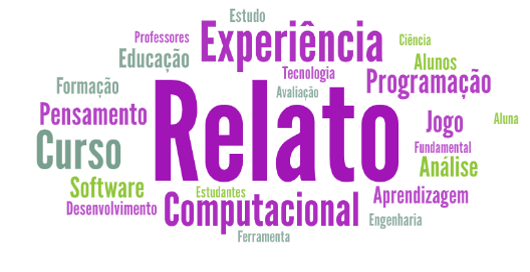 Estudo
Professores
Experiência
Ciência
Educação
Alunos
Tecnologia
Programação
Formação
Avaliação
Relato
Pensamento
Jogo
Aluna
Curso
Fundamental
Análise
Software
Estudantes
Aprendizagem
Desenvolvimento
Computacional
Engenharia
Ferramenta